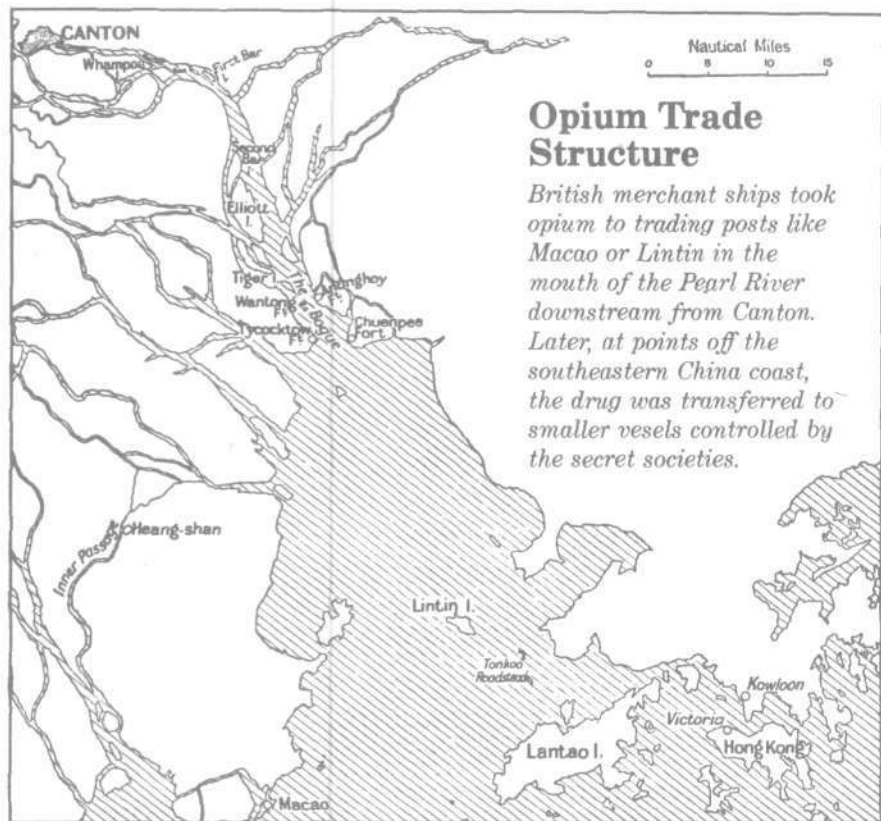 CANTON
Whampoa
First Bar
I.
Nautical Miles
0 5 10 15
Opium Trade
Structure
British merchant ships took
opium to trading posts like
Macao or Lintin in the
mouth of the Pearl River
downstream from Canton.
Later, at points off the
southeastern China coast,
the drug was transferred to
smaller vesels controlled by
the secret societies.
Second
Bar
Elliott
I.
Tiger I.
The Bogue
Anunghoy
Wantong
Ft
Tycocktow
Ft
Chuenpee
Fort
Inner Passage
Heang-shan
Lintin I.
Tonkoo
Roadstead
Kowloon
Victoria
Lantao I.
Hong Kong
Macao